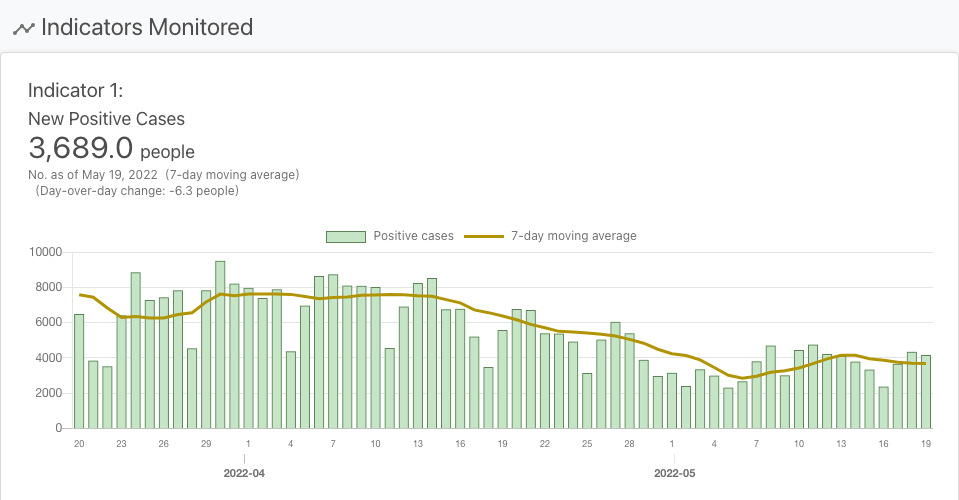 Indicators Monitored
Indicator 1:
New Positive Cases
3,689.0 people
No. as of May 19, 2022 (7-day moving average)
(Day-over-day change: -6.3 people)
Positive cases 7-day moving average
10000
8000
6000
4000
2000
0
20 23 26 29 1 4 7 10 13 16 19 22 25 28 1 4 7 10 13 16 19
2022-04 2022-05